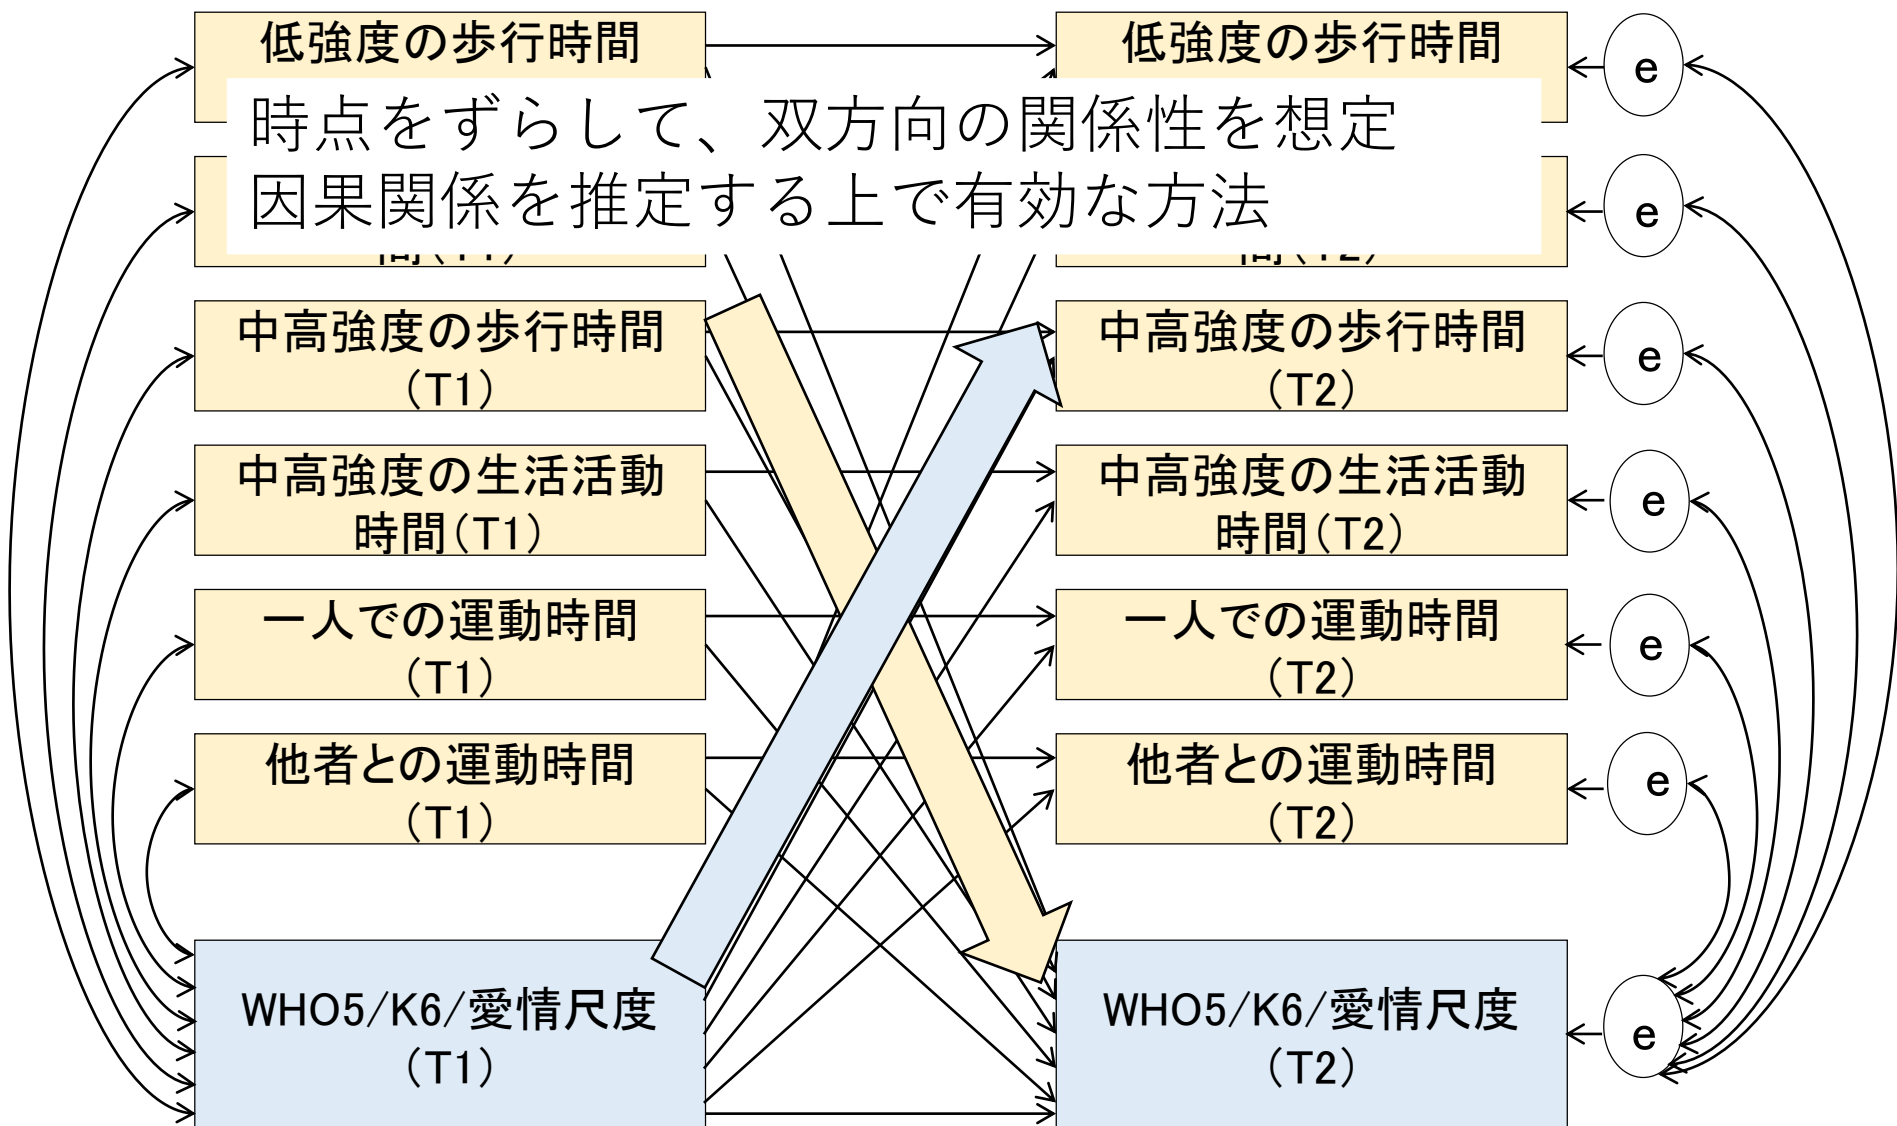 低強度の歩行時間
低強度の歩行時間
e
時点をずらして、双方向の関係性を想定
因果関係を推定する上で有効な方法
e
中高強度の歩行時間
(T1)
中高強度の歩行時間
(T2)
e
中高強度の生活活動
時間(T1)
中高強度の生活活動
時間(T2)
e
一人での運動時間
(T1)
一人での運動時間
(T2)
e
他者との運動時間
(T1)
他者との運動時間
(T2)
e
WHO5/K6/愛情尺度
(T1)
WHO5/K6/愛情尺度
(T2)
e